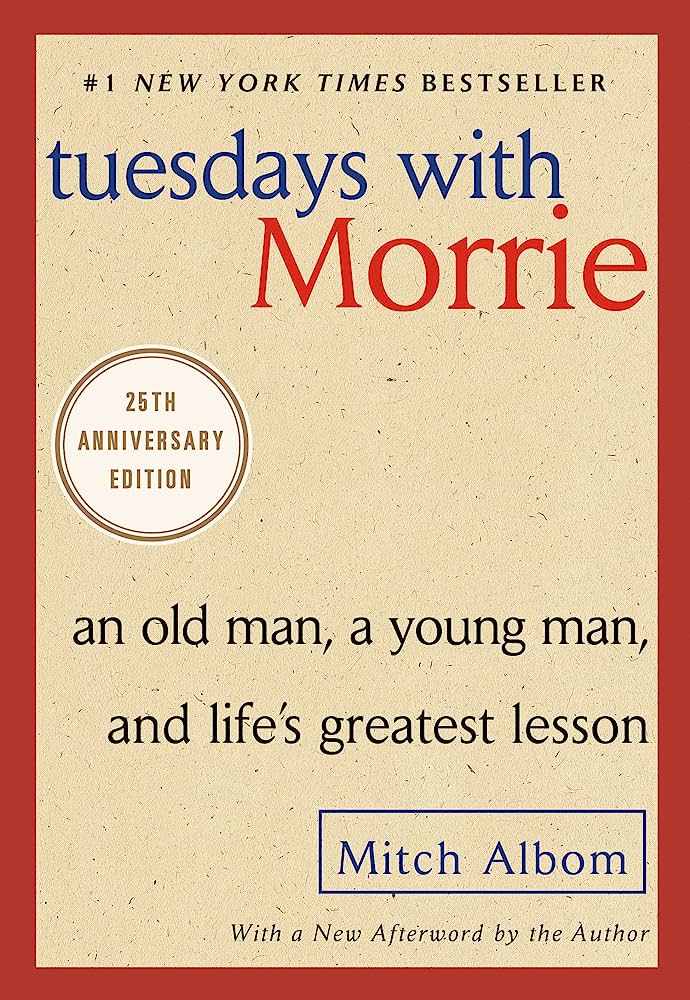 #1 NEW YORK TIMES BESTSELLER
tuesdays with
Morrie
25TH
ANNIVERSARY
EDITION
an old man, a young man,
and life's greatest lesson
Mitch Albom
With a New Afterword by the Author